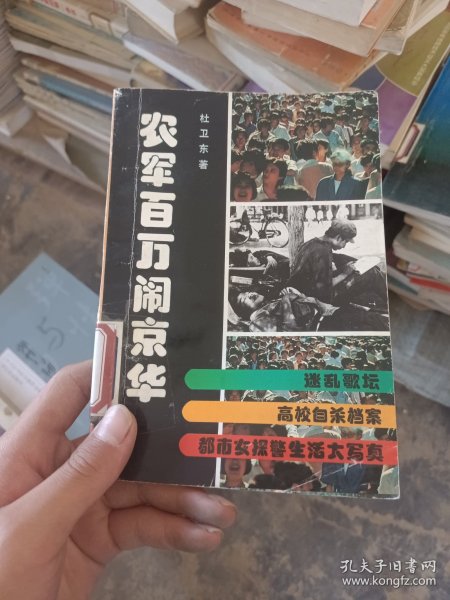 农军百万闹京华
杜卫东著
迷乱歌坛
高校自杀档案
都市女探警生活大写真
孔夫子旧书网
www.kongfz.com